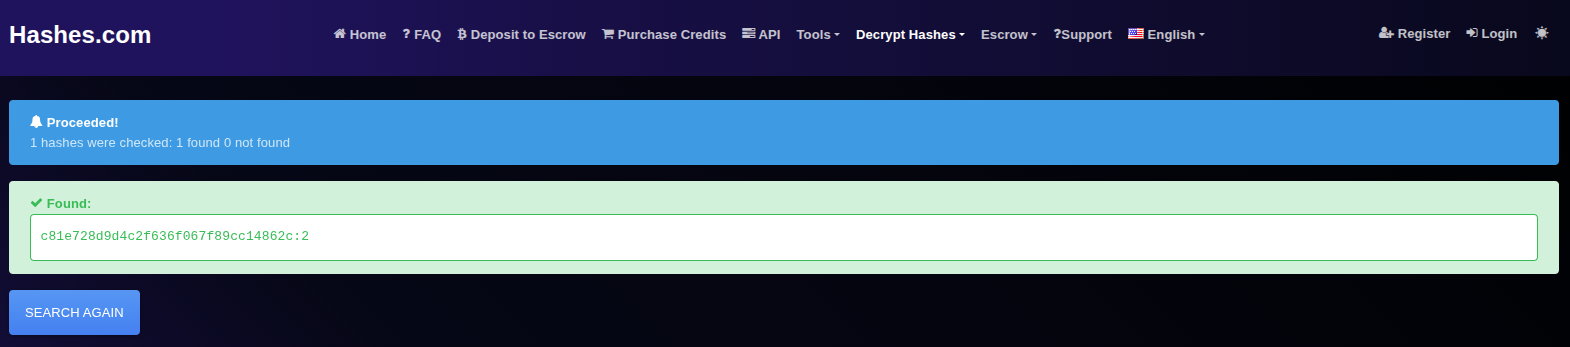 Hashes.com
Home ? FAQ Deposit to Escrow Purchase Credits API Tools Decrypt Hashes Escrow ?Support English Register Login
Proceeded!
1 hashes were checked: 1 found 0 not found
Found:
c81e728d9d4c2f636f067f89cc14862c:2
SEARCH AGAIN